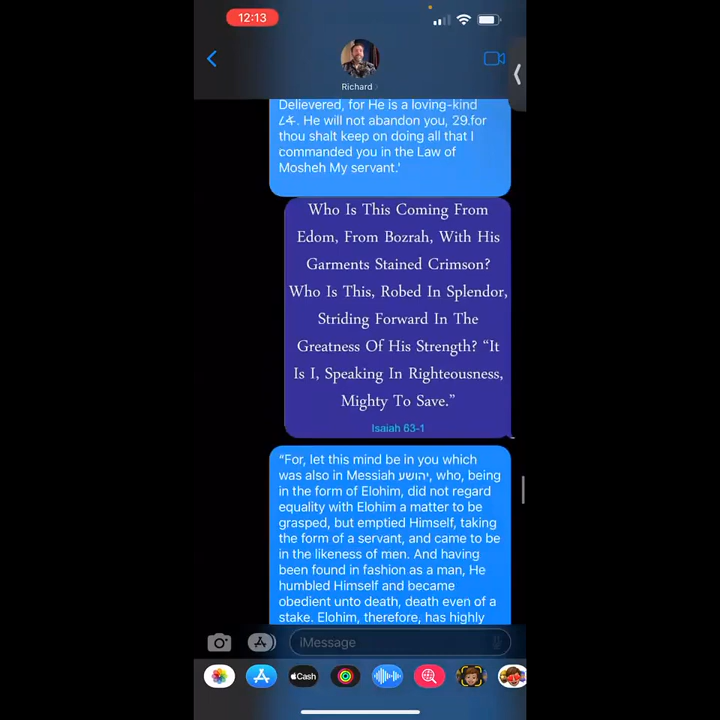 12:13
Richard
Delievered, for He is a loving-kind
𐤋𐤀. He will not abandon you, 29.for
thou shalt keep on doing all that I
commanded you in the Law of
Mosheh My servant.'
Who Is This Coming From
Edom, From Bozrah, With His
Garments Stained Crimson?
Who Is This, Robed In Splendor,
Striding Forward In The
Greatness Of His Strength? “It
Is I, Speaking In Righteousness,
Mighty To Save.”
Isaiah 63-1
“For, let this mind be in you which
was also in Messiah יהושע, who, being
in the form of Elohim, did not regard
equality with Elohim a matter to be
grasped, but emptied Himself, taking
the form of a servant, and came to be
in the likeness of men. And having
been found in fashion as a man, He
humbled Himself and became
obedient unto death, death even of a
stake. Elohim, therefore, has highly
iMessage
Cash